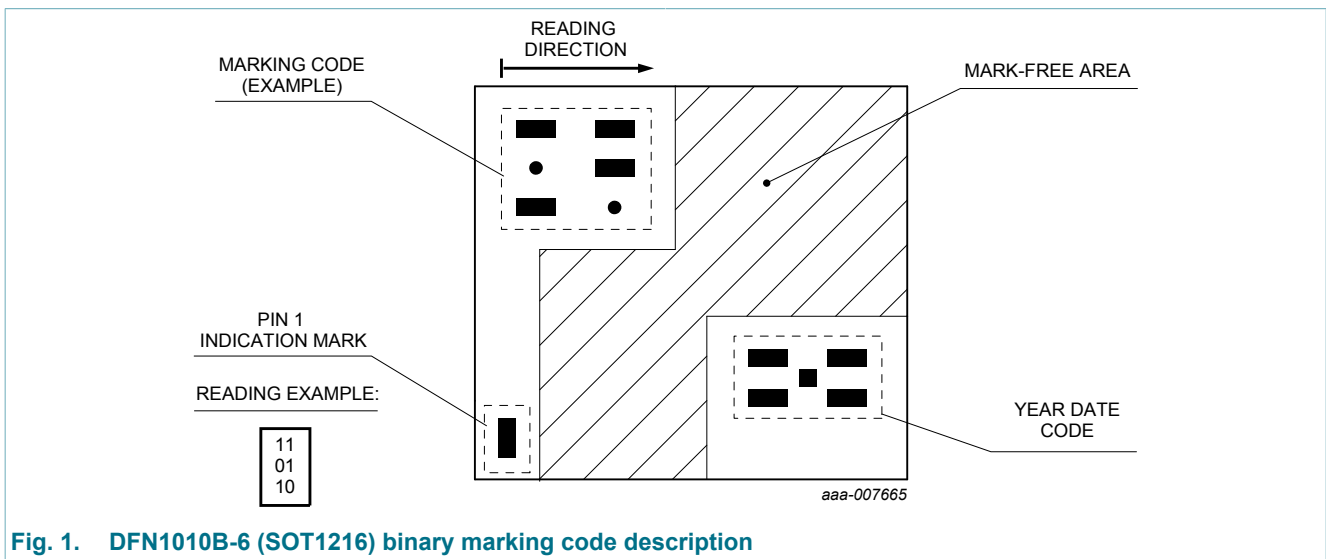 READING
DIRECTION
MARKING CODE
(EXAMPLE)
MARK-FREE AREA
PIN 1
INDICATION MARK
READING EXAMPLE:
11
01
10
YEAR DATE
CODE
aaa-007665
Fig. 1. DFN1010B-6 (SOT1216) binary marking code description